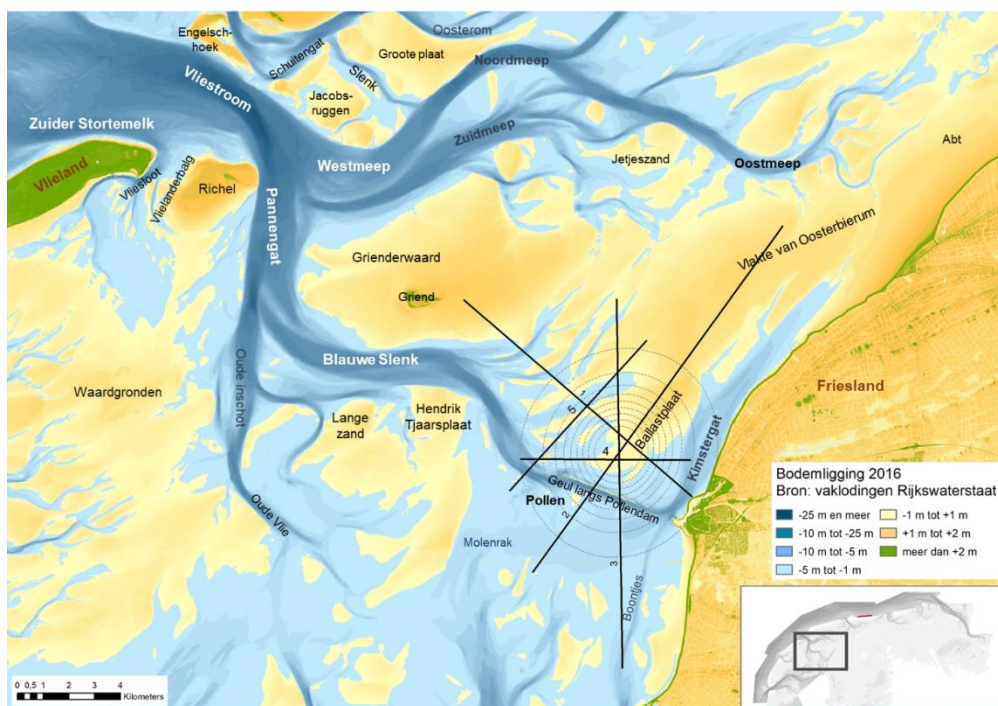 Engelsch-
hoek
Oosterom
Schuitengat
Groote plaat
Noordmeep
Slenk
Vliestroom
Jacobs-
ruggen
Zuider Stortemelk
Zuidmeep
Westmeep
Jetjeszand
Oostmeep
Abt
Vlieland
Vliesloot
Vlielanderbalg
Richel
Pannengat
Vlakte van Oosterbierum
Grienderwaard
Griend
Blauwe Slenk
Oude inschot
Waardgronden
Lange
zand
Hendrik
Tjaarsplaat
1
5
4
Ballastplaat
Kimstergat
Friesland
Geul langs Pollendam
Pollen
2
Oude Vlie
Molenrak
3
Boontjes
Bodemligging 2016
Bron: vaklodingen Rijkswaterstaat
-25 m en meer
-10 m tot -25 m
-10 m tot -5 m
-5 m tot -1 m
-1 m tot +1 m
+1 m tot +2 m
meer dan +2 m
0 0,5 1 2 3 4
Kilometers